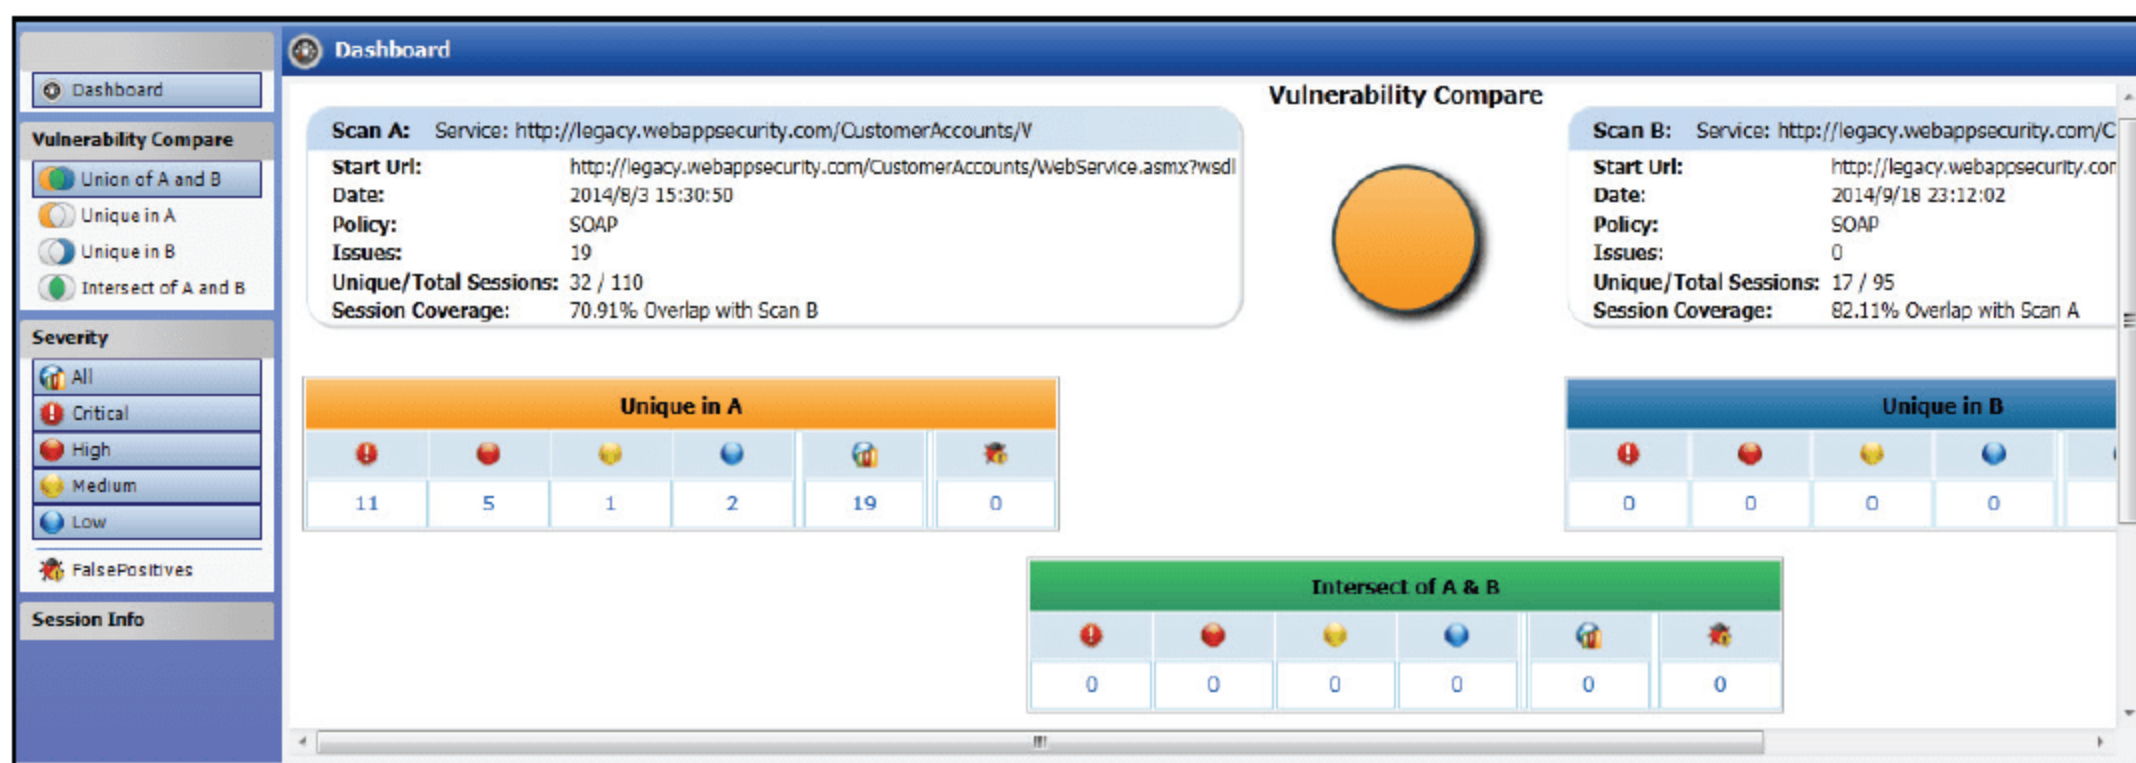 Dashboard
Dashboard
Vulnerability Compare
Union of A and B
Unique in A
Unique in B
Intersect of A and B
Severity
All
Critical
High
Medium
Low
FalsePositives
Session Info
Vulnerability Compare
Scan A: Service: http://legacy.webappsecurity.com/CustomerAccounts/V
Start Url: http://legacy.webappsecurity.com/CustomerAccounts/WebService.asmx?wsdl
Date: 2014/8/3 15:30:50
Policy: SOAP
Issues: 19
Unique/Total Sessions: 32 / 110
Session Coverage: 70.91% Overlap with Scan B
Scan B: Service: http://legacy.webappsecurity.com/C
Start Url: http://legacy.webappsecurity.com
Date: 2014/9/18 23:12:02
Policy: SOAP
Issues: 0
Unique/Total Sessions: 17 / 95
Session Coverage: 82.11% Overlap with Scan A
Unique in A
11 5 1 2 19 0
Unique in B
0 0 0 0
Intersect of A & B
0 0 0 0 0 0